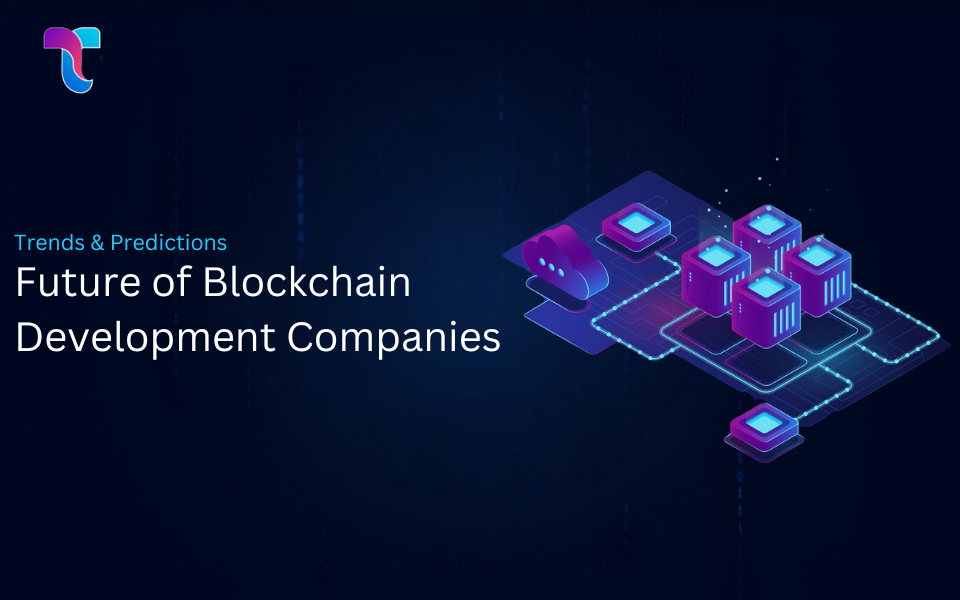 Trends & Predictions
Future of Blockchain
Development Companies